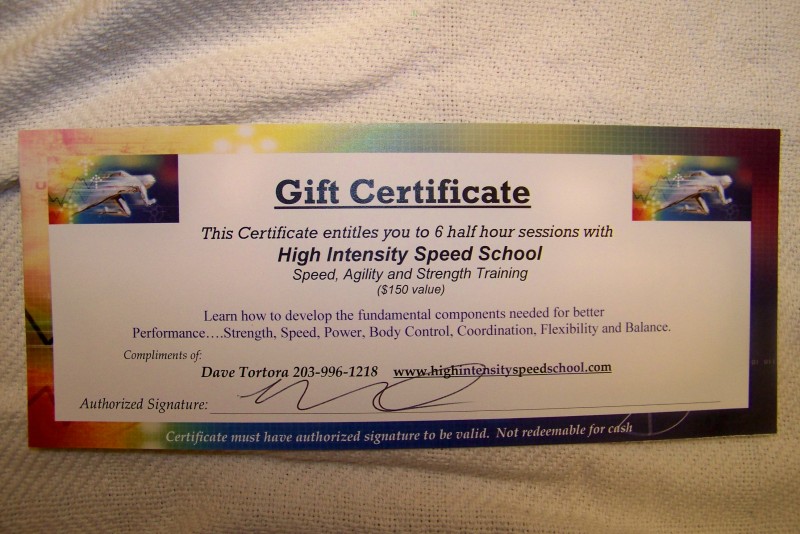 Gift Certificate
This Certificate entitles you to 6 half hour sessions with
High Intensity Speed School
Speed, Agility and Strength Training
($150 value)
Learn how to develop the fundamental components needed for better
Performance….Strength, Speed, Power, Body Control, Coordination, Flexibility and Balance.
Compliments of:
Dave Tortora 203-996-1218 www.highintensityspeedschool.com
Authorized Signature:
Certificate must have authorized signature to be valid. Not redeemable for cash